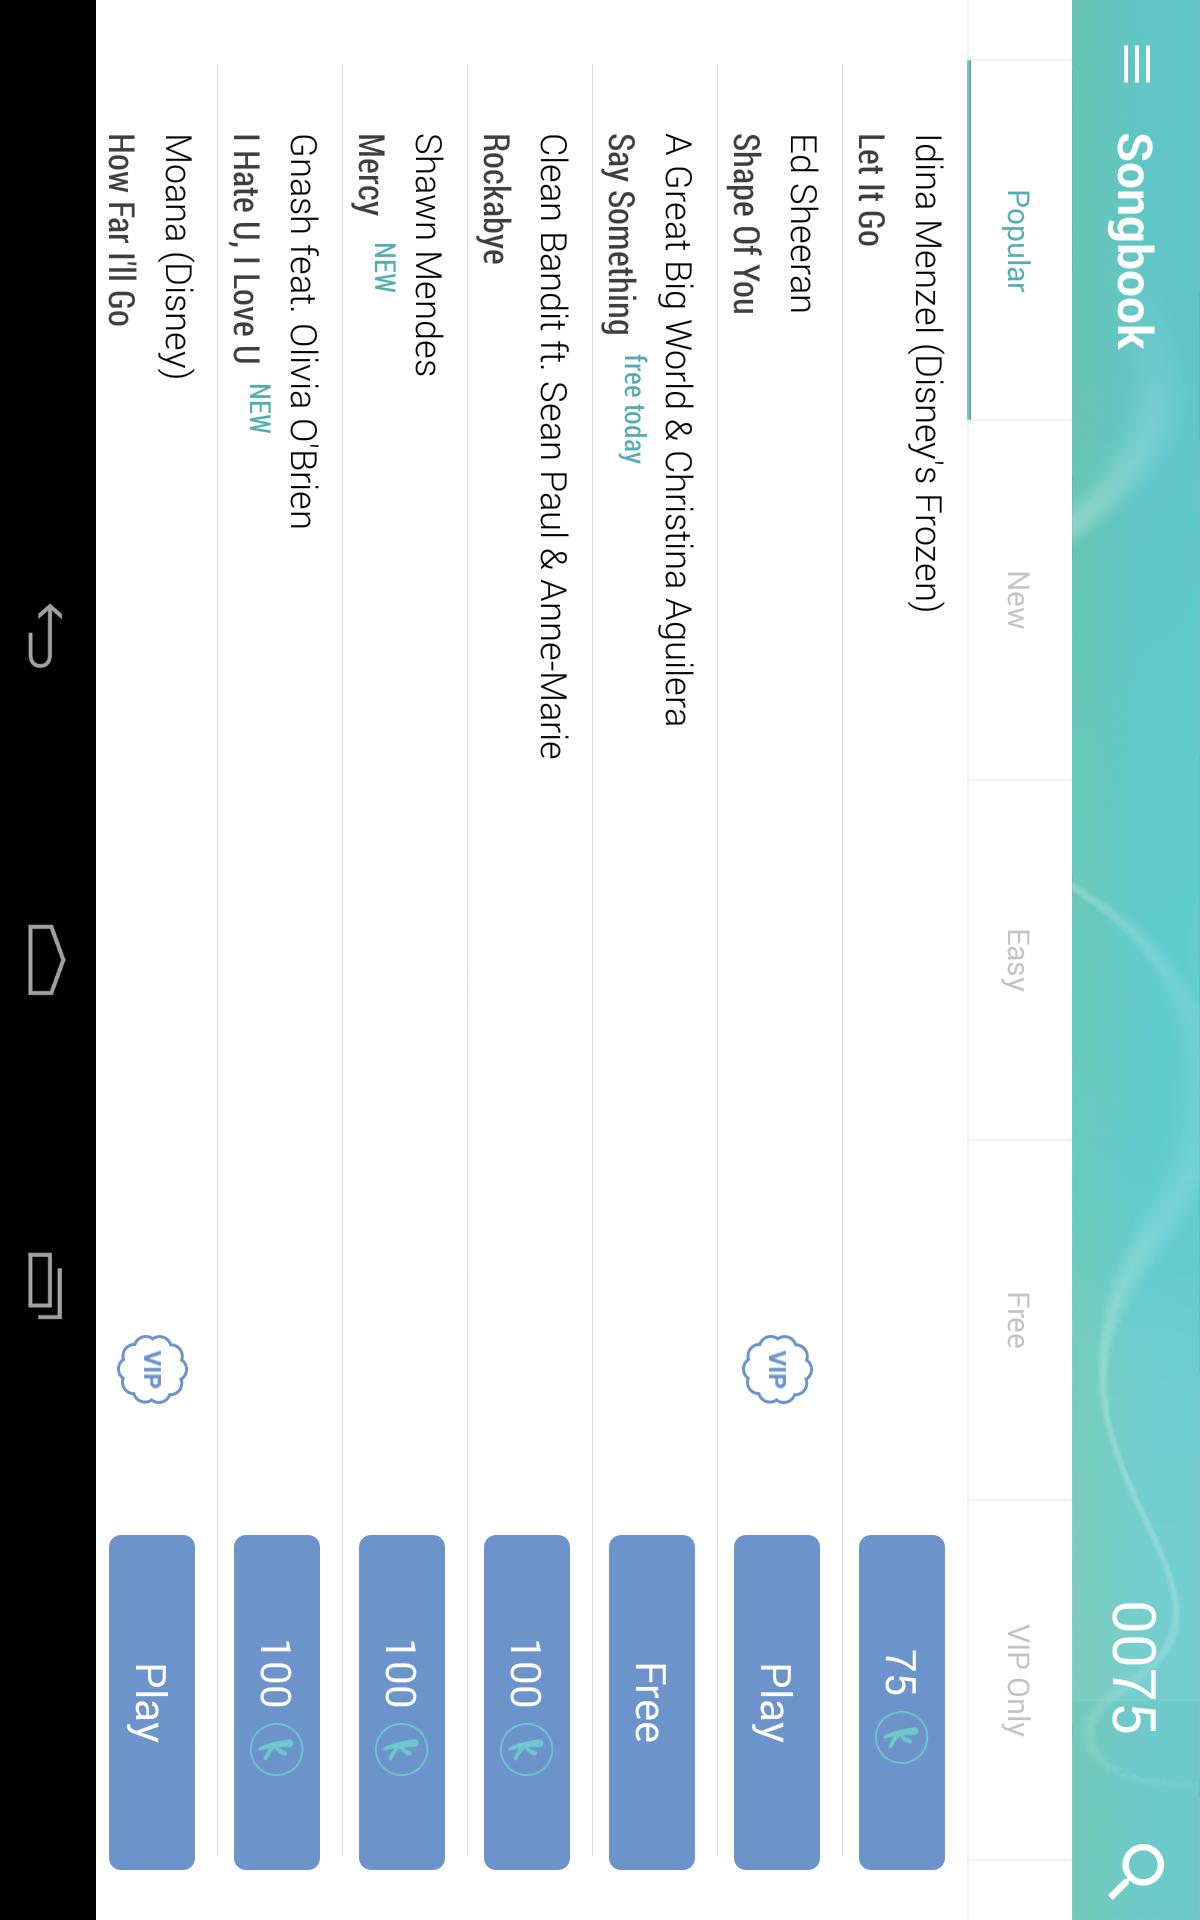 Songbook
0075
Popular
New
Easy
Free
VIP Only
Idina Menzel (Disney's Frozen)
Let It Go
75 k
Ed Sheeran
Shape Of You
VIP
Play
A Great Big World & Christina Aguilera
Say Something free today
Free
Clean Bandit ft. Sean Paul & Anne-Marie
Rockabye
100 k
Shawn Mendes
Mercy NEW
100 k
Gnash feat. Olivia O'Brien
I Hate U, I Love U NEW
100 k
Moana (Disney)
How Far I'll Go
VIP
Play